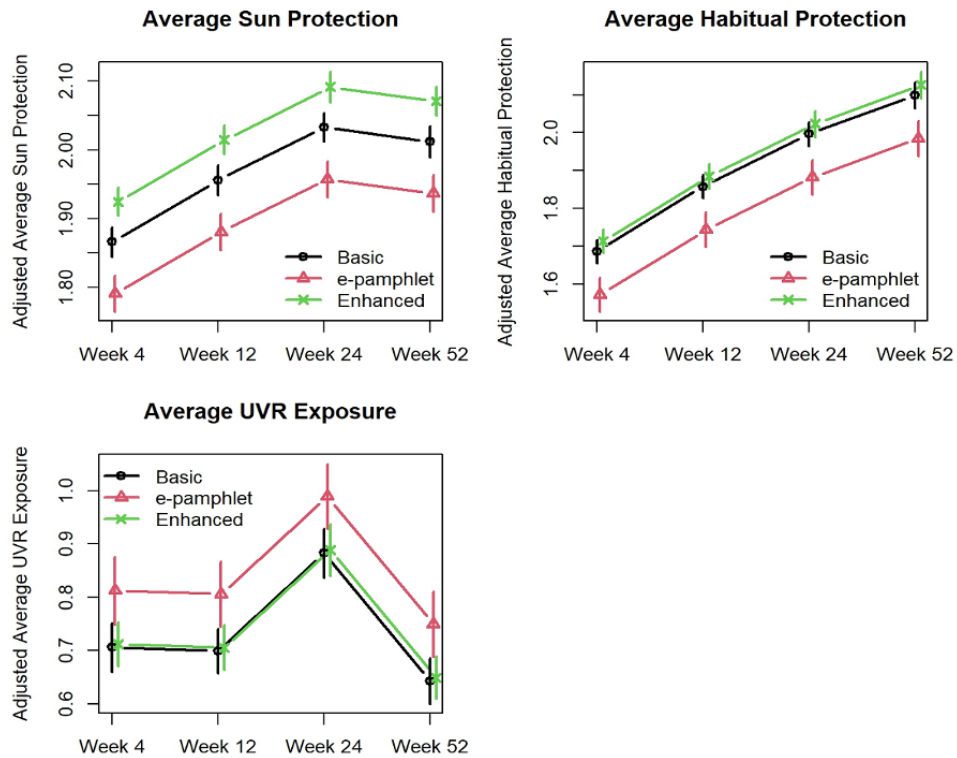 Average Sun Protection
Adjusted Average Sun Protection
2.10
2.00
1.90
1.80
Basic
e-pamphlet
Enhanced
Week 4 Week 12 Week 24 Week 52
Average Habitual Protection
Adjusted Average Habitual Protection
2.0
1.8
1.6
Basic
e-pamphlet
Enhanced
Week 4 Week 12 Week 24 Week 52
Average UVR Exposure
Adjusted Average UVR Exposure
1.0
0.9
0.8
0.7
0.6
Basic
e-pamphlet
Enhanced
Week 4 Week 12 Week 24 Week 52